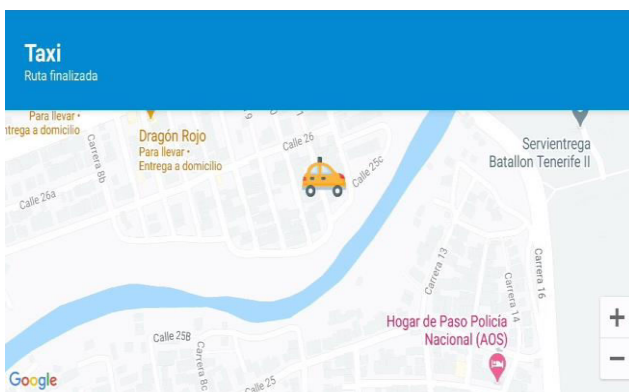 Taxi
Ruta finalizada
Para llevar •
ntrega a domicilio
Carrera 8b
Dragón Rojo
Para llevar •
Entrega a domicilio
9
Calle 26
Calle 25c
Servientrega
Batallon Tenerife II
Calle 26a
Carrera 13
Carrera 14
Carrera 16
Hogar de Paso Policía
Nacional (AOS)
Calle 25B
Carrera 8c
Calle 25
+
−
Google